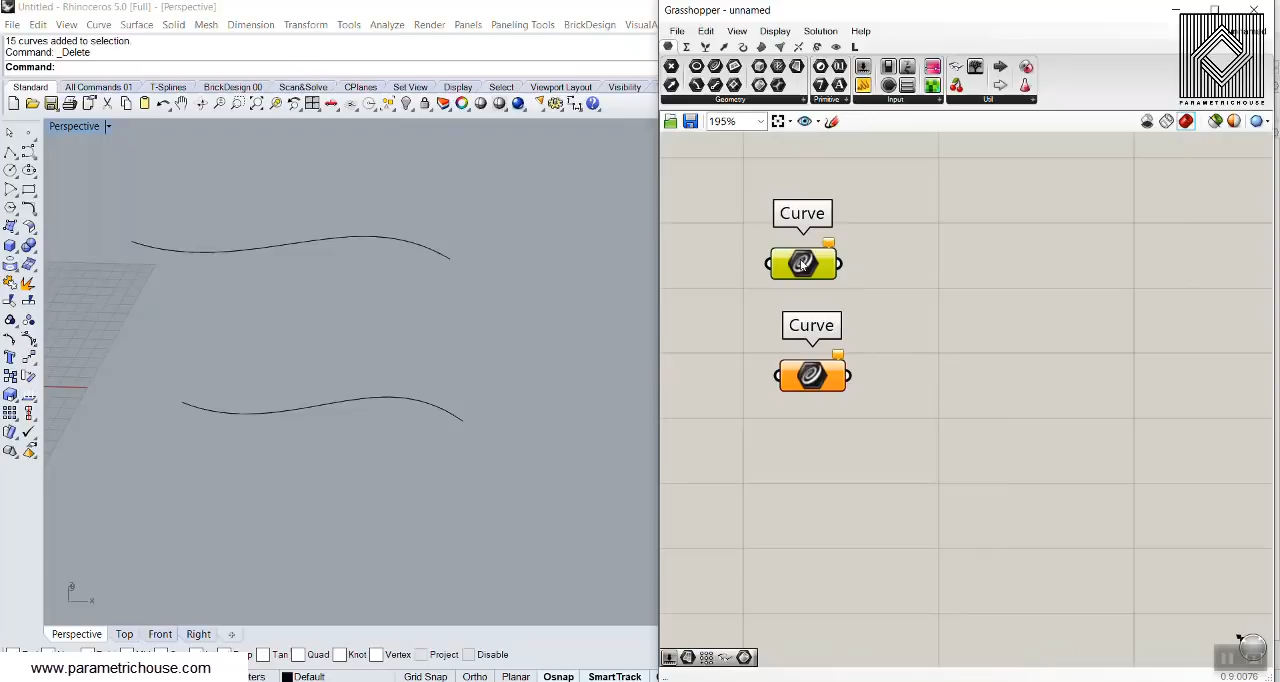 Untitled - Rhinoceros 5.0 [Full] - [Perspective]
File Edit View Curve Surface Solid Mesh Dimension Transform Tools Analyze Render Panels Paneling Tools BrickDesign VisualA
15 curves added to selection.
Command: _Delete
Command:
Standard All Commands 01 T-Splines BrickDesign 00 Scan&Solve CPlanes Set View Display Select Viewport Layout Visibility
Perspective
x
Perspective Top Front Right
Tan Quad Knot Vertex Project Disable
www.parametrichouse.com
ters Default Grid Snap Ortho Planar Osnap SmartTrack
Grasshopper - unnamed
File Edit View Display Solution Help
Geometry Primitive Input Util
PARAMETRICHOUSE
195%
Curve
Curve
0.9.0076